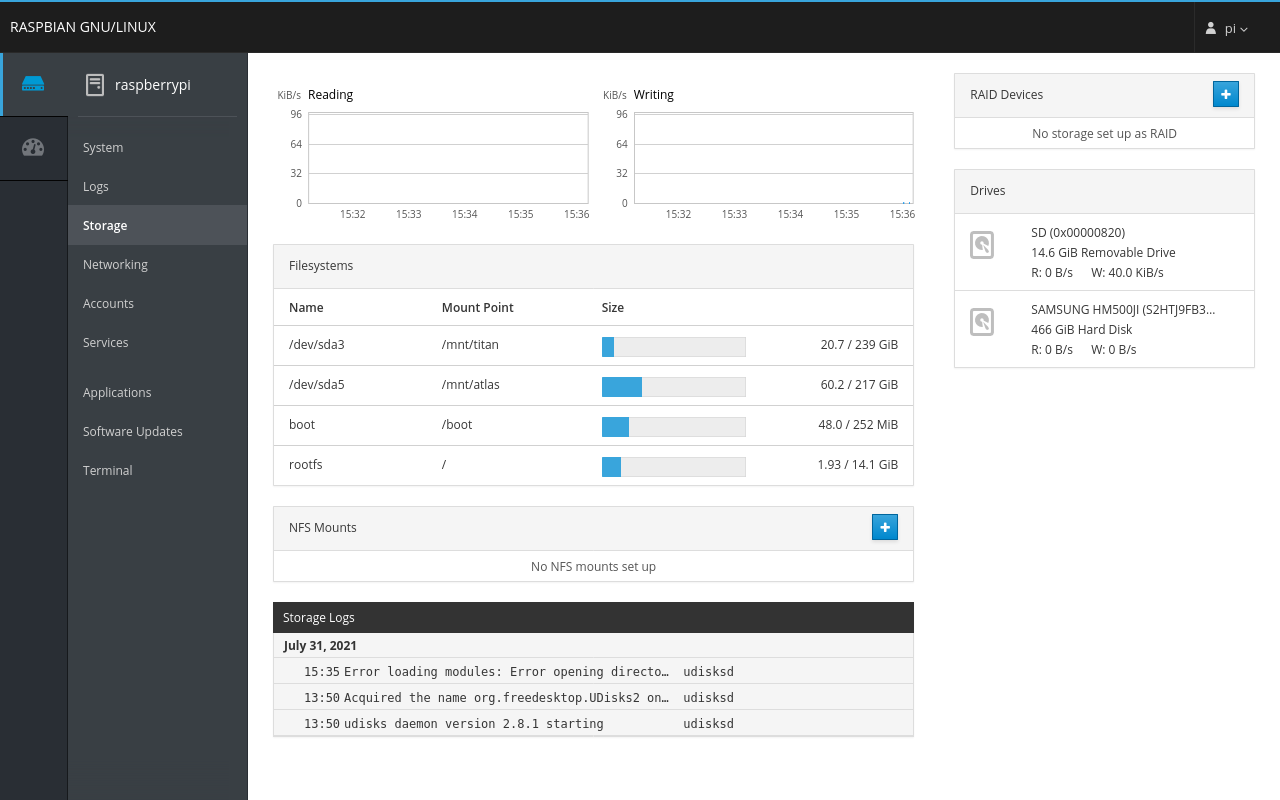 RASPBIAN GNU/LINUX
pi
raspberrypi
System
Logs
Storage
Networking
Accounts
Services
Applications
Software Updates
Terminal
KiB/s Reading
96
64
32
0
15:32 15:33 15:34 15:35 15:36
KiB/s Writing
96
64
32
0
15:32 15:33 15:34 15:35 15:36
Filesystems
Name Mount Point Size
/dev/sda3 /mnt/titan 20.7 / 239 GiB
/dev/sda5 /mnt/atlas 60.2 / 217 GiB
boot /boot 48.0 / 252 MiB
rootfs / 1.93 / 14.1 GiB
NFS Mounts
No NFS mounts set up
Storage Logs
July 31, 2021
15:35 Error loading modules: Error opening directo… udisksd
13:50 Acquired the name org.freedesktop.UDisks2 on… udisksd
13:50 udisks daemon version 2.8.1 starting udisksd
RAID Devices
No storage set up as RAID
Drives
SD (0x00000820)
14.6 GiB Removable Drive
R: 0 B/s W: 40.0 KiB/s
SAMSUNG HM500JI (S2HTJ9FB3...
466 GiB Hard Disk
R: 0 B/s W: 0 B/s